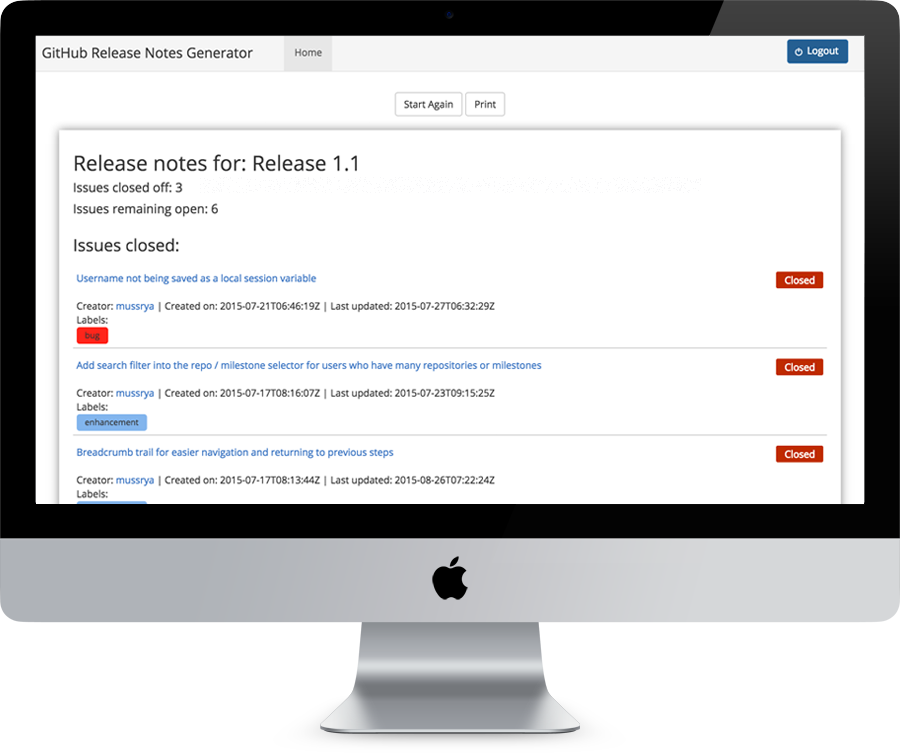 GitHub Release Notes Generator
Home
Logout
Start Again
Print
Release notes for: Release 1.1
Issues closed off: 3
Issues remaining open: 6
Issues closed:
Username not being saved as a local session variable
Closed
Creator: mussrya | Created on: 2015-07-21T06:46:19Z | Last updated: 2015-07-27T06:32:29Z
Labels:
bug
Add search filter into the repo / milestone selector for users who have many repositories or milestones
Closed
Creator: mussrya | Created on: 2015-07-17T08:16:07Z | Last updated: 2015-07-23T09:15:25Z
Labels:
enhancement
Breadcrumb trail for easier navigation and returning to previous steps
Closed
Creator: mussrya | Created on: 2015-07-17T08:13:44Z | Last updated: 2015-08-26T07:22:24Z
Labels: